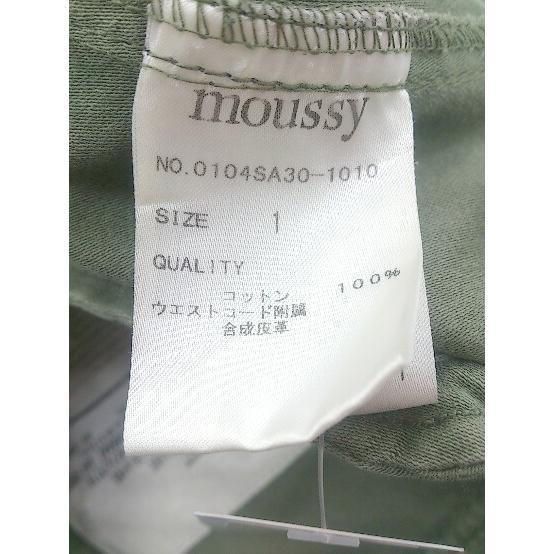 moussy
NO.0104SA30-1010
SIZE 1
QUALITY
コットン 100%
ウエストコード附属
合成皮革